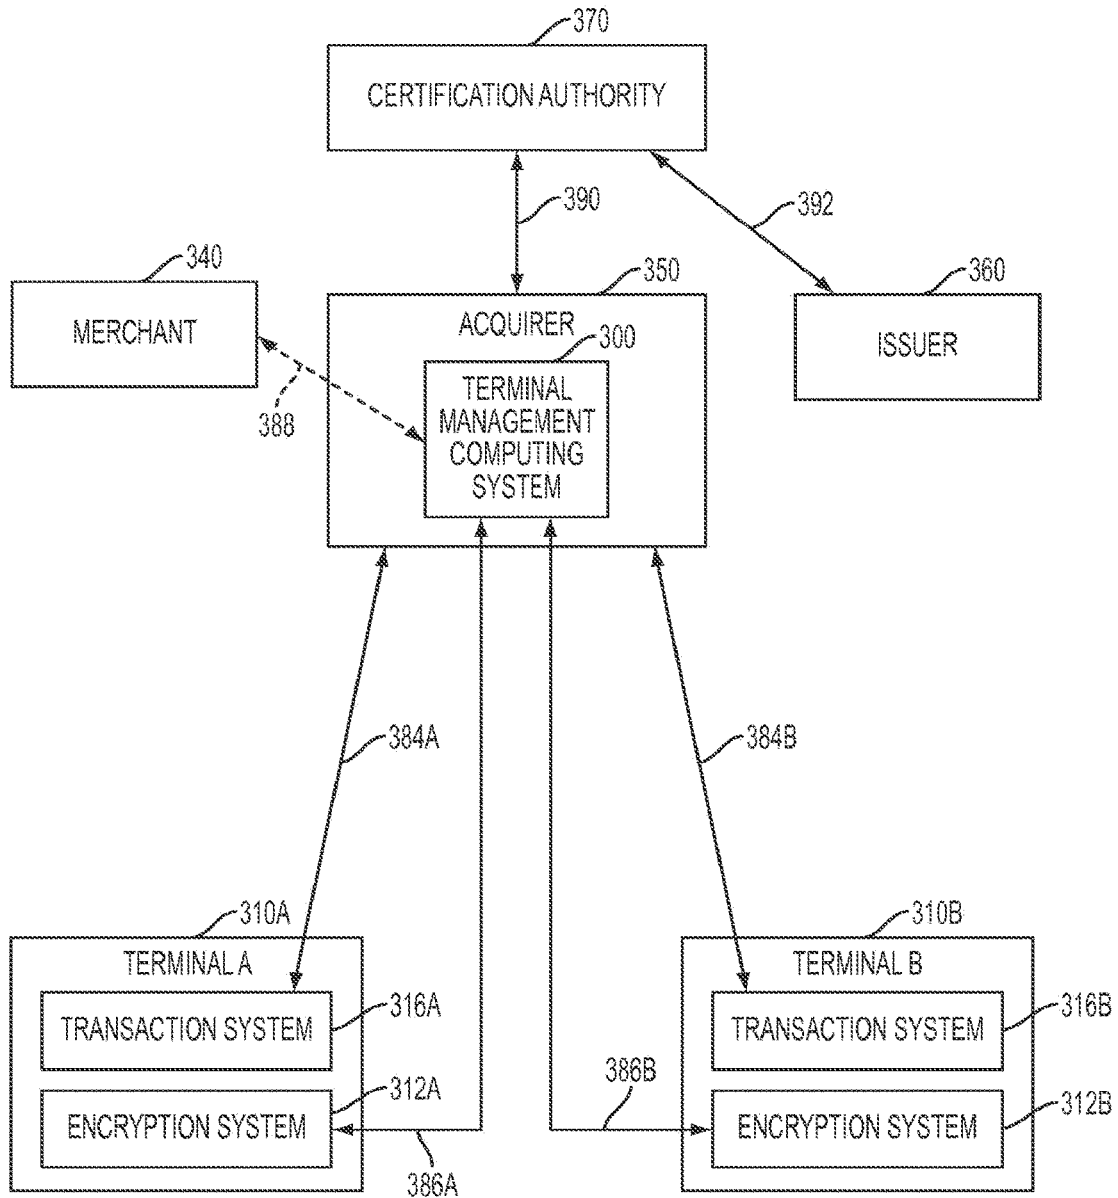 370
CERTIFICATION AUTHORITY
390
392
340
MERCHANT
388
350
ACQUIRER
300
TERMINAL
MANAGEMENT
COMPUTING
SYSTEM
360
ISSUER
384A
384B
310A
TERMINAL A
316A
TRANSACTION SYSTEM
312A
ENCRYPTION SYSTEM
386A
310B
TERMINAL B
316B
TRANSACTION SYSTEM
386B
312B
ENCRYPTION SYSTEM